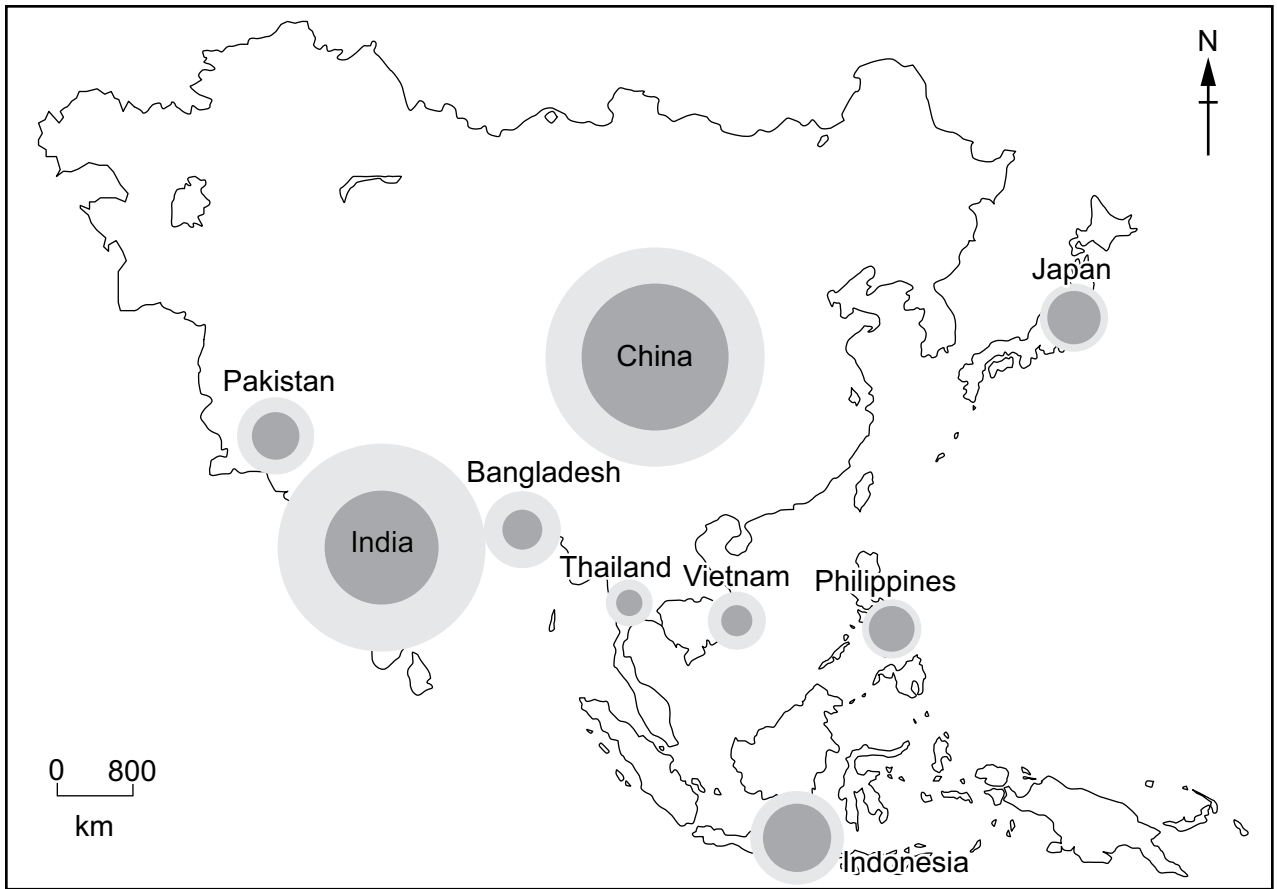 N
Japan
China
Pakistan
Bangladesh
India
Thailand
Vietnam
Philippines
0 800
km
Indonesia